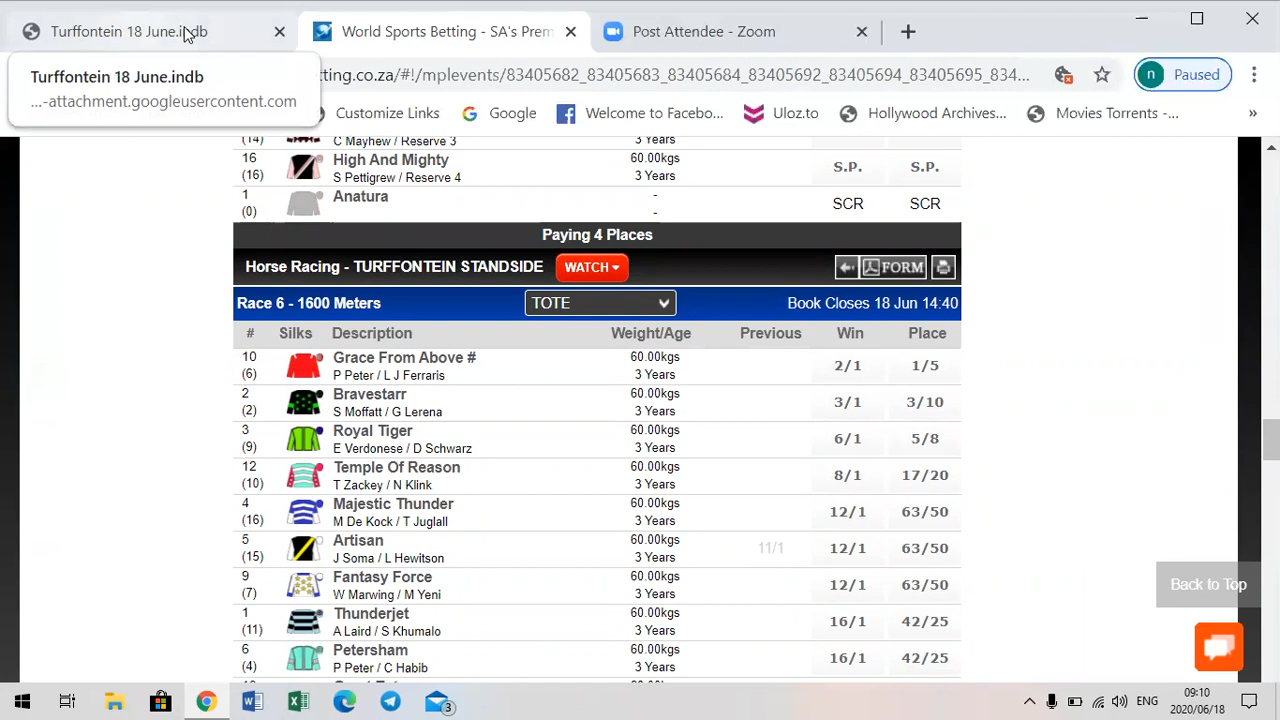 Turffontein 18 June.indb
World Sports Betting - SA's Prem
Post Attendee - Zoom
Turffontein 18 June.indb
...-attachment.googleusercontent.com
tting.co.za/#!/mplevents/83405682_83405683_83405684_83405692_83405694_83405695_834...
n Paused
Customize Links
Google
Welcome to Facebo...
Uloz.to
Hollywood Archives...
Movies Torrents -...
»
(14) C Mayhew / Reserve 3 3 Years
16 High And Mighty 60.00kgs S.P. S.P.
(16) S Pettigrew / Reserve 4 3 Years
1 Anatura - SCR SCR
(0) -
Paying 4 Places
Horse Racing - TURFFONTEIN STANDSIDE WATCH FORM
Race 6 - 1600 Meters TOTE Book Closes 18 Jun 14:40
# Silks Description Weight/Age Previous Win Place
10 Grace From Above # 60.00kgs 2/1 1/5
(6) P Peter / L J Ferraris 3 Years
2 Bravestarr 60.00kgs 3/1 3/10
(2) S Moffatt / G Lerena 3 Years
3 Royal Tiger 60.00kgs 6/1 5/8
(9) E Verdonese / D Schwarz 3 Years
12 Temple Of Reason 60.00kgs 8/1 17/20
(10) T Zackey / N Klink 3 Years
4 Majestic Thunder 60.00kgs 12/1 63/50
(16) M De Kock / T Juglall 3 Years
5 Artisan 60.00kgs 11/1 12/1 63/50
(15) J Soma / L Hewitson 3 Years
9 Fantasy Force 60.00kgs 12/1 63/50
(7) W Marwing / M Yeni 3 Years
1 Thunderjet 60.00kgs 16/1 42/25
(11) A Laird / S Khumalo 3 Years
6 Petersham 60.00kgs 16/1 42/25
(4) P Peter / C Habib 3 Years
Back to Top
3
ENG
09:10
2020/06/18